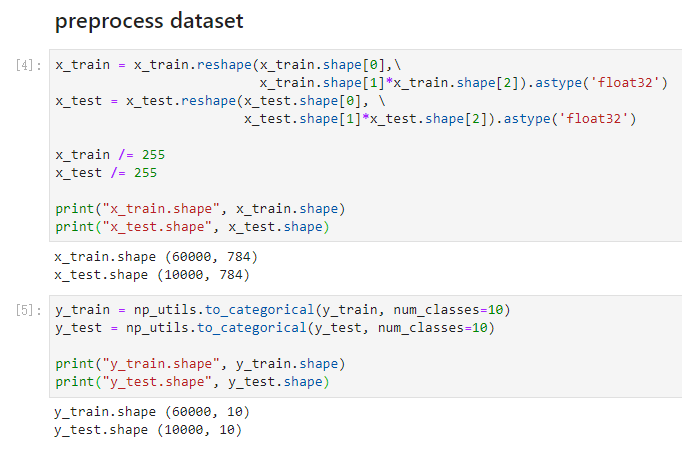 preprocess dataset
[4]: x_train = x_train.reshape(x_train.shape[0],\
x_train.shape[1]*x_train.shape[2]).astype('float32')
x_test = x_test.reshape(x_test.shape[0], \
x_test.shape[1]*x_test.shape[2]).astype('float32')
x_train /= 255
x_test /= 255
print("x_train.shape", x_train.shape)
print("x_test.shape", x_test.shape)
x_train.shape (60000, 784)
x_test.shape (10000, 784)
[5]: y_train = np_utils.to_categorical(y_train, num_classes=10)
y_test = np_utils.to_categorical(y_test, num_classes=10)
print("y_train.shape", y_train.shape)
print("y_test.shape", y_test.shape)
y_train.shape (60000, 10)
y_test.shape (10000, 10)